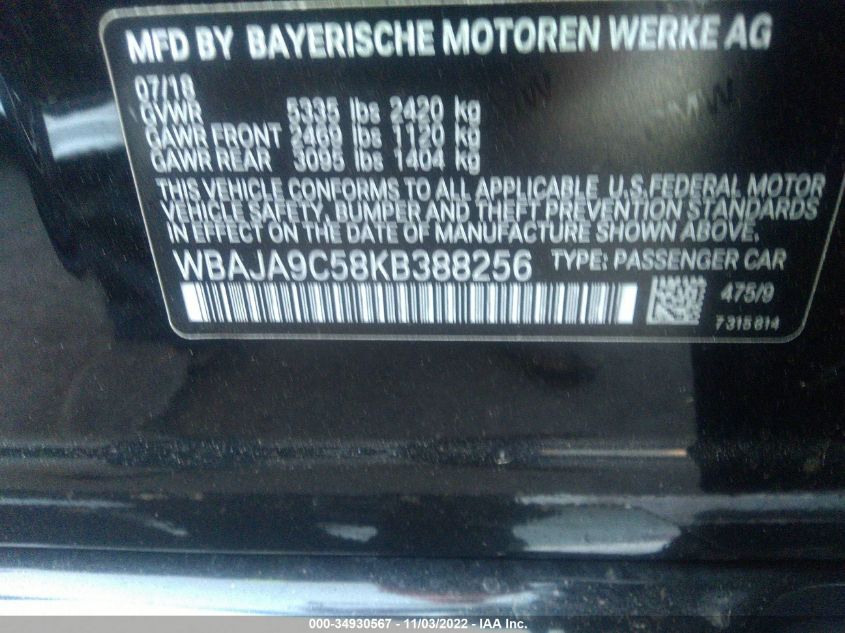 MFD BY BAYERISCHE MOTOREN WERKE AG
07/18
GVWR 5335 lbs 2420 kg
GAWR FRONT 2469 lbs 1120 kg
GAWR REAR 3095 lbs 1404 kg
THIS VEHICLE CONFORMS TO ALL APPLICABLE U.S.FEDERAL MOTOR
VEHICLE SAFETY, BUMPER AND THEFT PREVENTION STANDARDS
IN EFFECT ON THE DATE OF MANUFACTURE SHOWN ABOVE.
WBAJA9C58KB388256 TYPE: PASSENGER CAR
475/9
7315814
000-34930567 - 11/03/2022 - IAA Inc.